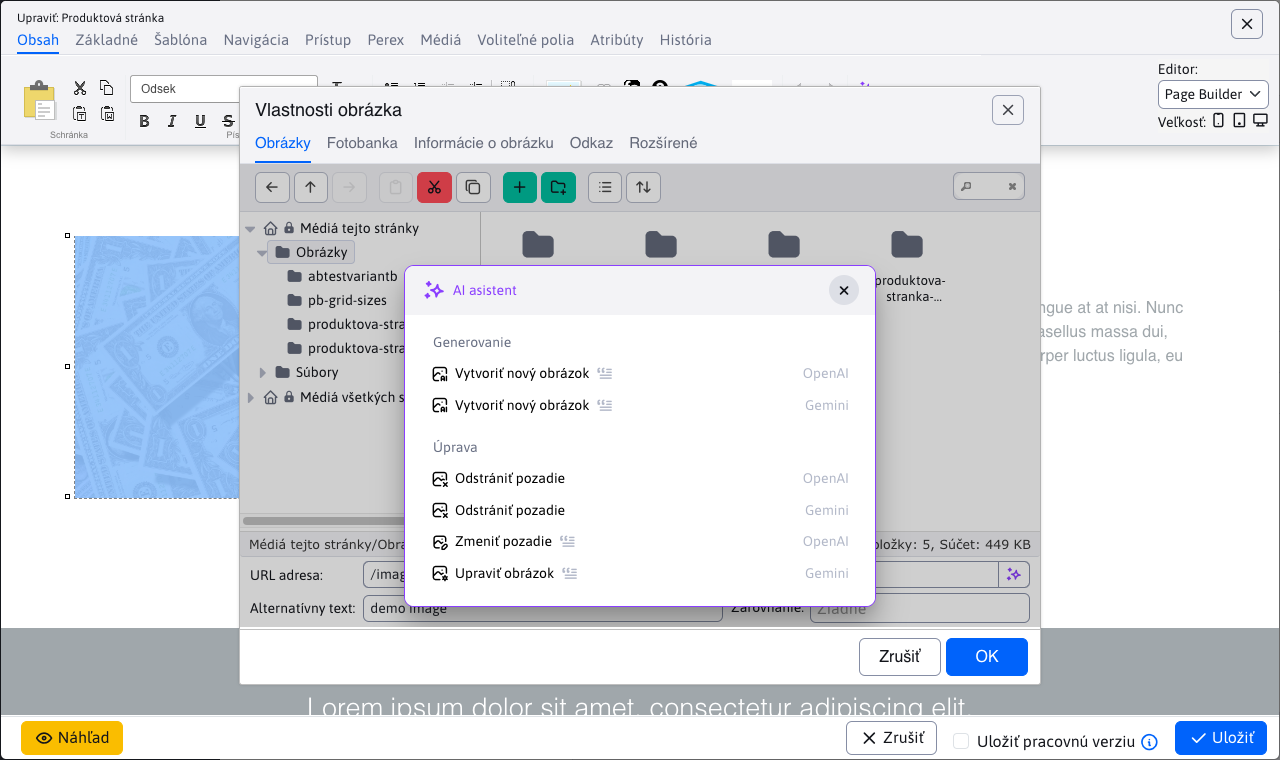 Upraviť: Produktová stránka
Obsah Základné Šablóna Navigácia Prístup Perex Médiá Voliteľné polia Atribúty História
Editor:
Odsek
Page Builder
B I U S
Veľkosť:
Schránka
Vlastnosti obrázka
Obrázky Fotobanka Informácie o obrázku Odkaz Rozšírené
Médiá tejto stránky
Obrázky
abtestvariantb
pb-grid-sizes
produktova-stra
produktova-stra
Súbory
Médiá všetkých s
produktova-
stranka-...
AI asistent
Generovanie
Vytvoriť nový obrázok OpenAI
Vytvoriť nový obrázok Gemini
Úprava
Odstrániť pozadie OpenAI
Odstrániť pozadie Gemini
Zmeniť pozadie OpenAI
Upraviť obrázok Gemini
ngue at at nisi. Nunc
asellus massa dui,
rper luctus ligula, eu
Médiá tejto stránky/Obrá oložky: 5, Súčet: 449 KB
URL adresa: /imag
Alternatívny text: demo image Zarovnanie: Žiadne
Zrušiť OK
Lorem ipsum dolor sit amet, consectetur adipiscing elit.
Náhľad Zrušiť Uložiť pracovnú verziu Uložiť